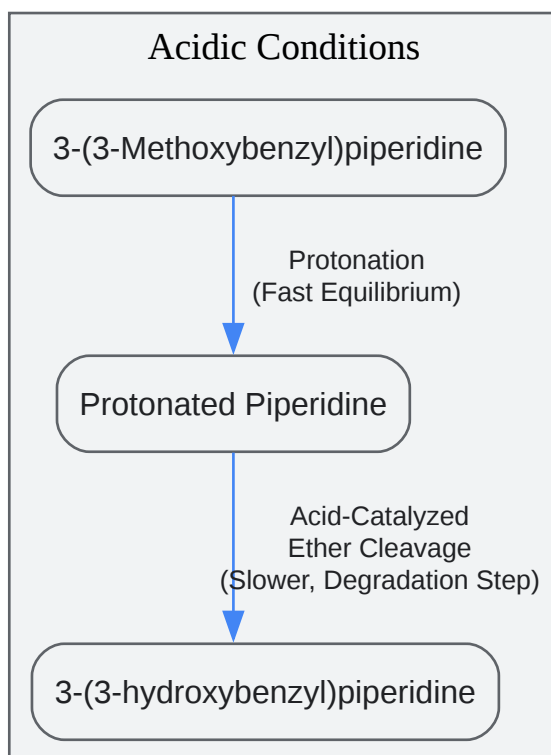 Acidic Conditions
3-(3-Methoxybenzyl)piperidine
Protonation
(Fast Equilibrium)
Protonated Piperidine
Acid-Catalyzed
Ether Cleavage
(Slower, Degradation Step)
3-(3-hydroxybenzyl)piperidine